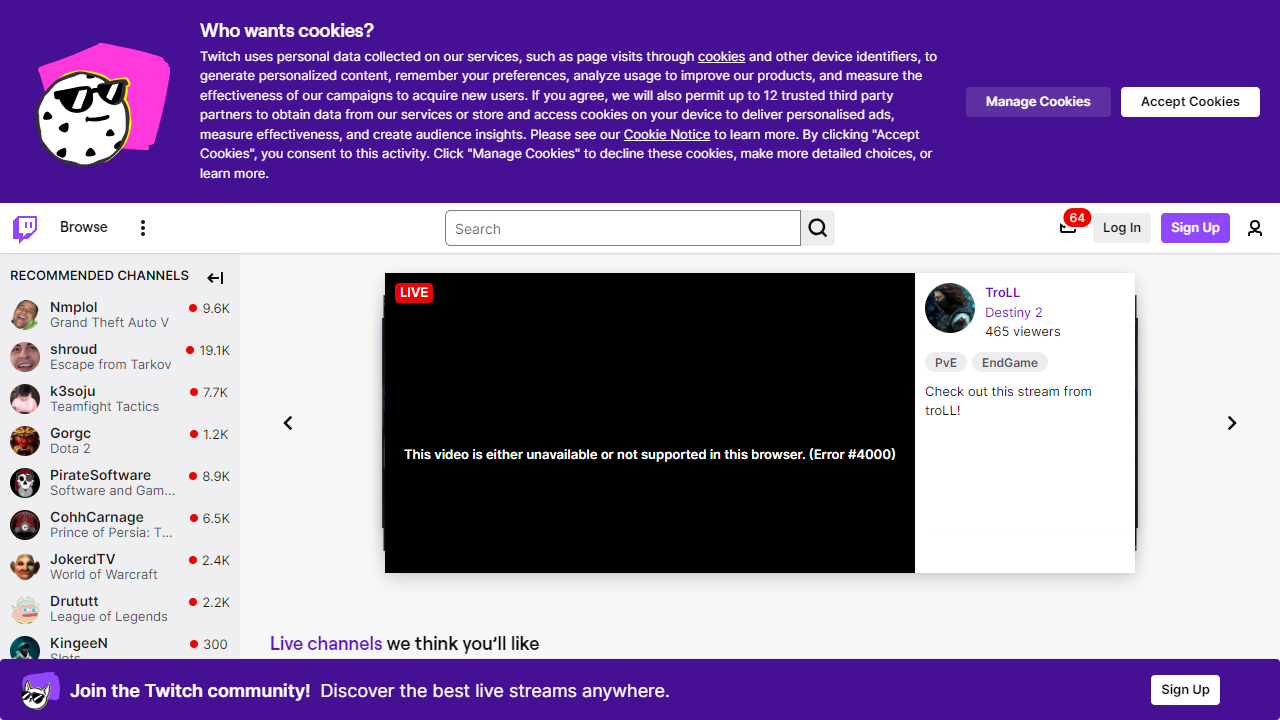 Who wants cookies?
Twitch uses personal data collected on our services, such as page visits through cookies and other device identifiers, to
generate personalized content, remember your preferences, analyze usage to improve our products, and measure the
effectiveness of our campaigns to acquire new users. If you agree, we will also permit up to 12 trusted third party
partners to obtain data from our services or store and access cookies on your device to deliver personalised ads,
measure effectiveness, and create audience insights. Please see our Cookie Notice to learn more. By clicking "Accept
Cookies", you consent to this activity. Click "Manage Cookies" to decline these cookies, make more detailed choices, or
learn more.
Manage Cookies
Accept Cookies
Browse
Search
64
Log In
Sign Up
RECOMMENDED CHANNELS
Nmplol
9.6K
Grand Theft Auto V
shroud
19.1K
Escape from Tarkov
k3soju
7.7K
Teamfight Tactics
Gorgc
1.2K
Dota 2
PirateSoftware
8.9K
Software and Gam...
CohhCarnage
6.5K
Prince of Persia: T...
JokerdTV
2.4K
World of Warcraft
Drututt
2.2K
League of Legends
KingeeN
300
Slots
LIVE
This video is either unavailable or not supported in this browser. (Error #4000)
TroLL
Destiny 2
465 viewers
PvE
EndGame
Check out this stream from
troLL!
Live channels we think you'll like
Join the Twitch community! Discover the best live streams anywhere.
Sign Up